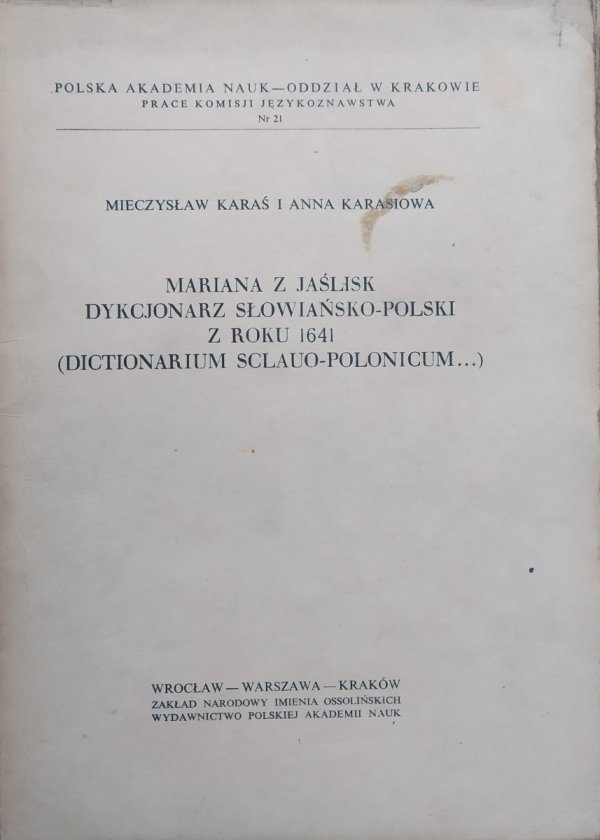 POLSKA AKADEMIA NAUK — ODDZIAŁ W KRAKOWIE
PRACE KOMISJI JĘZYKOZNAWSTWA
Nr 21
MIECZYSŁAW KARAŚ I ANNA KARASIOWA
MARIANA Z JAŚLISK
DYKCJONARZ SŁOWIAŃSKO-POLSKI
Z ROKU 1641
(DICTIONARIUM SCLAUO-POLONICUM...)
WROCŁAW — WARSZAWA — KRAKÓW
ZAKŁAD NARODOWY IMIENIA OSSOLIŃSKICH
WYDAWNICTWO POLSKIEJ AKADEMII NAUK